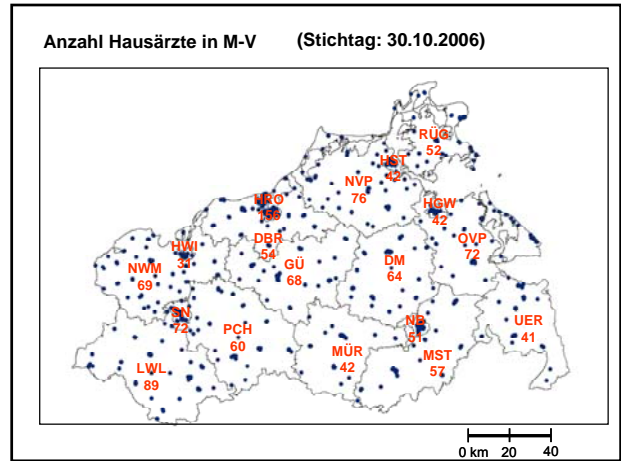 Anzahl Hausärzte in M-V (Stichtag: 30.10.2006)
RÜG
52
HST
42
NVP
76
HRO
156
HGW
42
DBR
54
OVP
72
HWI
31
GÜ
68
DM
64
NWM
69
SN
72
NB
51
UER
41
PCH
60
MÜR
42
MST
57
LWL
89
0 km 20 40